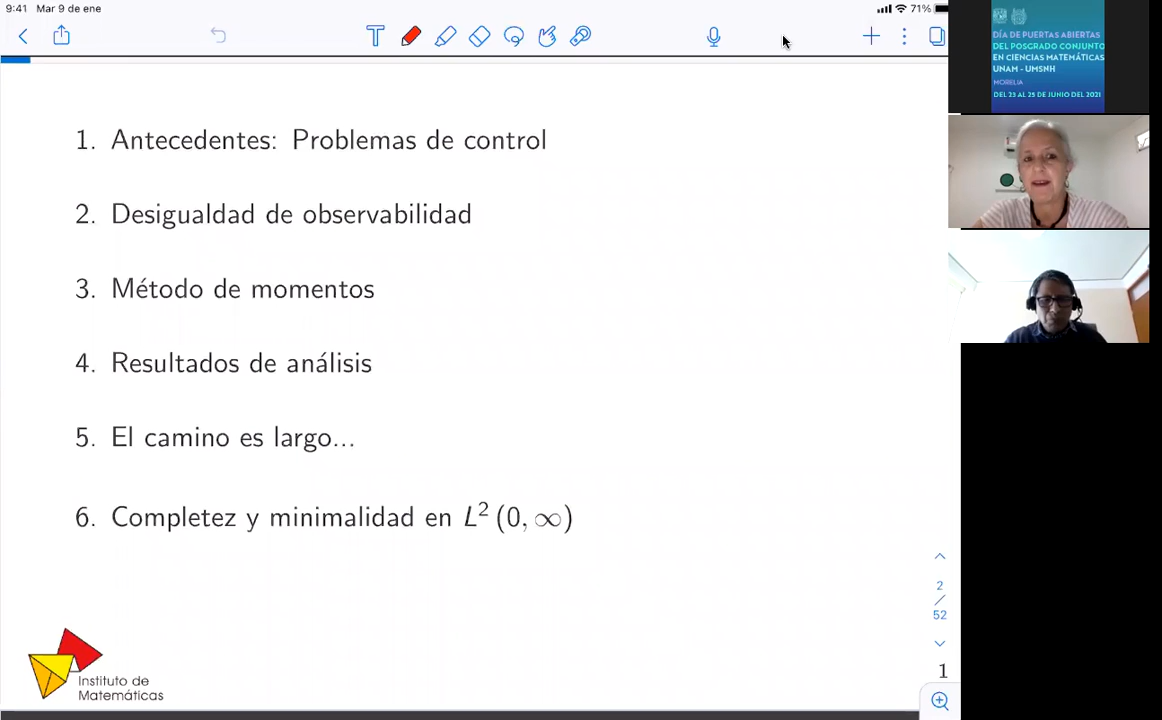 9:41 Mar 9 de ene
71%
DÍA DE PUERTAS ABIERTAS
DEL POSGRADO CONJUNTO
EN CIENCIAS MATEMÁTICAS
UNAM - UMSNH
MORELIA
DEL 23 AL 25 DE JUNIO DEL 2021
1. Antecedentes: Problemas de control
2. Desigualdad de observabilidad
3. Método de momentos
4. Resultados de análisis
5. El camino es largo...
6. Completez y minimalidad en L² (0, ∞)
2
/
52
1
Instituto de
Matemáticas